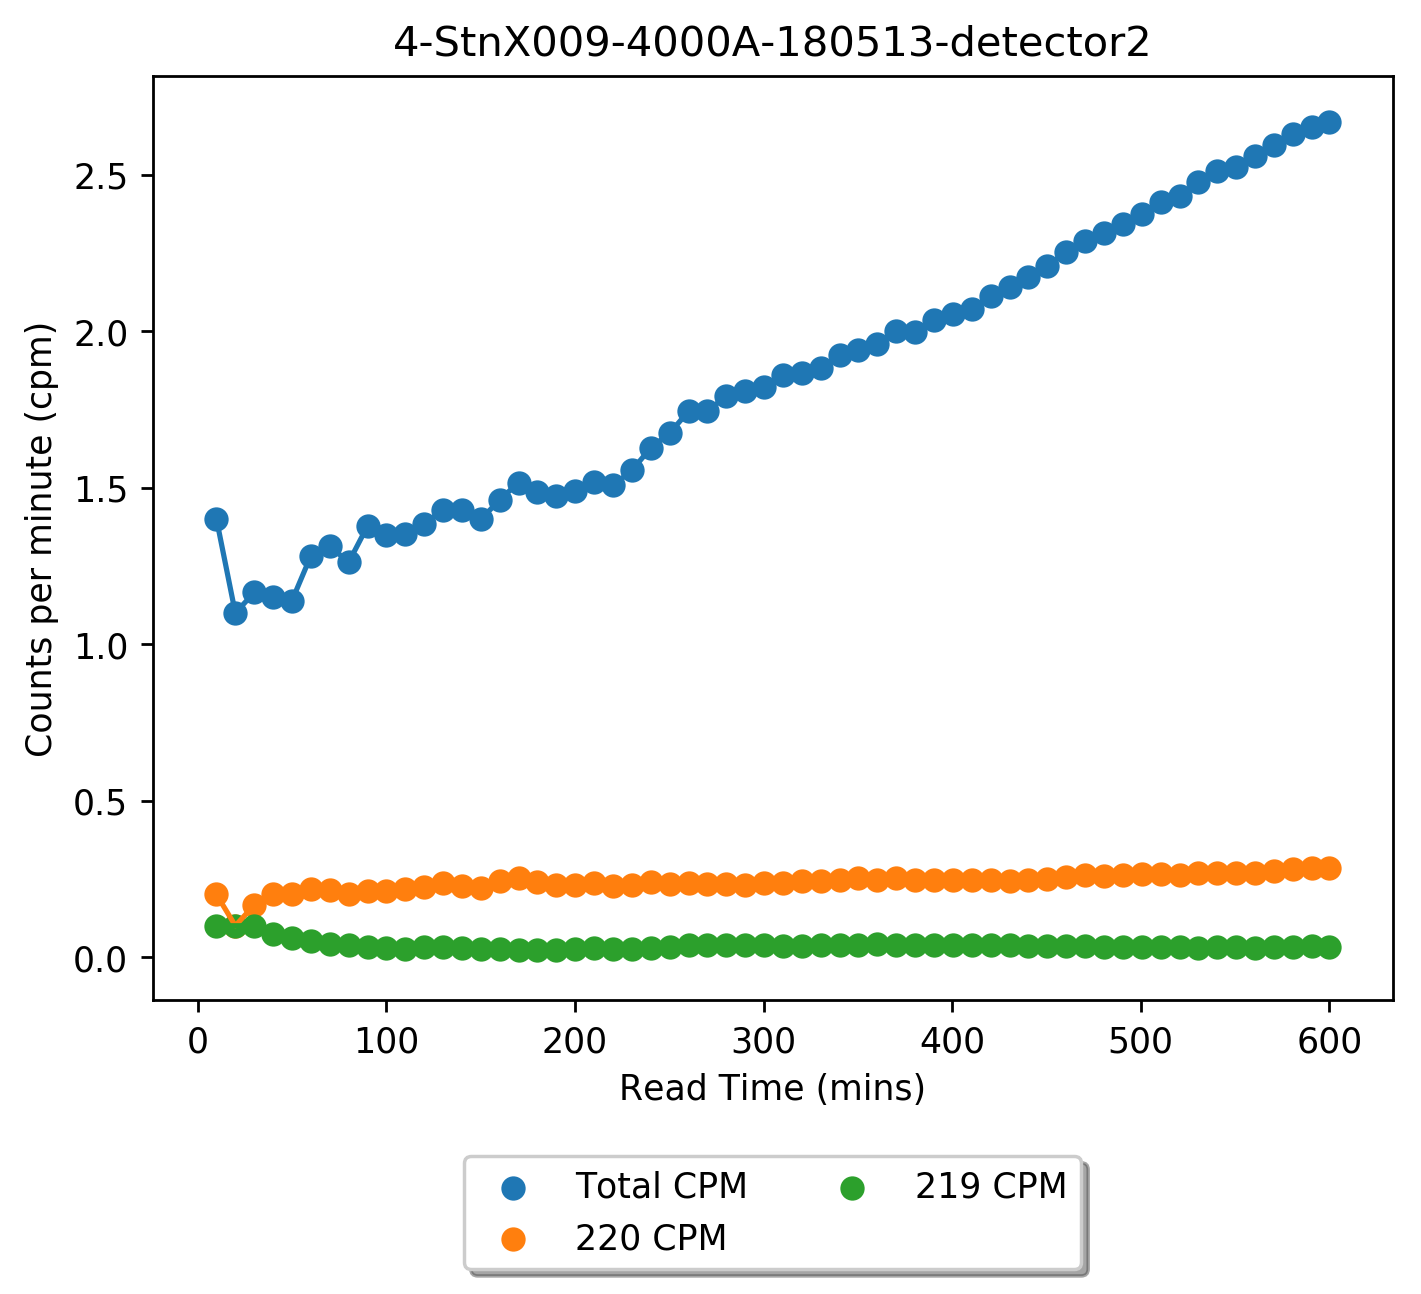 4-StnX009-4000A-180513-detector2
Counts per minute (cpm)
2.5
2.0
1.5
1.0
0.5
0.0
0 100 200 300 400 500 600
Read Time (mins)
Total CPM 219 CPM
220 CPM